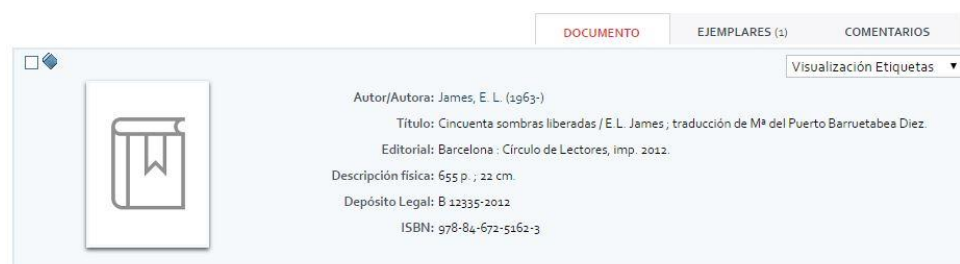 DOCUMENTO EJEMPLARES (1) COMENTARIOS
Visualización Etiquetas
Autor/Autora: James, E. L. (1963-)
Título: Cincuenta sombras liberadas / E.L. James ; traducción de Mª del Puerto Barruetabea Diez.
Editorial: Barcelona : Círculo de Lectores, imp. 2012.
Descripción física: 655 p. ; 22 cm.
Depósito Legal: B 12335-2012
ISBN: 978-84-672-5162-3